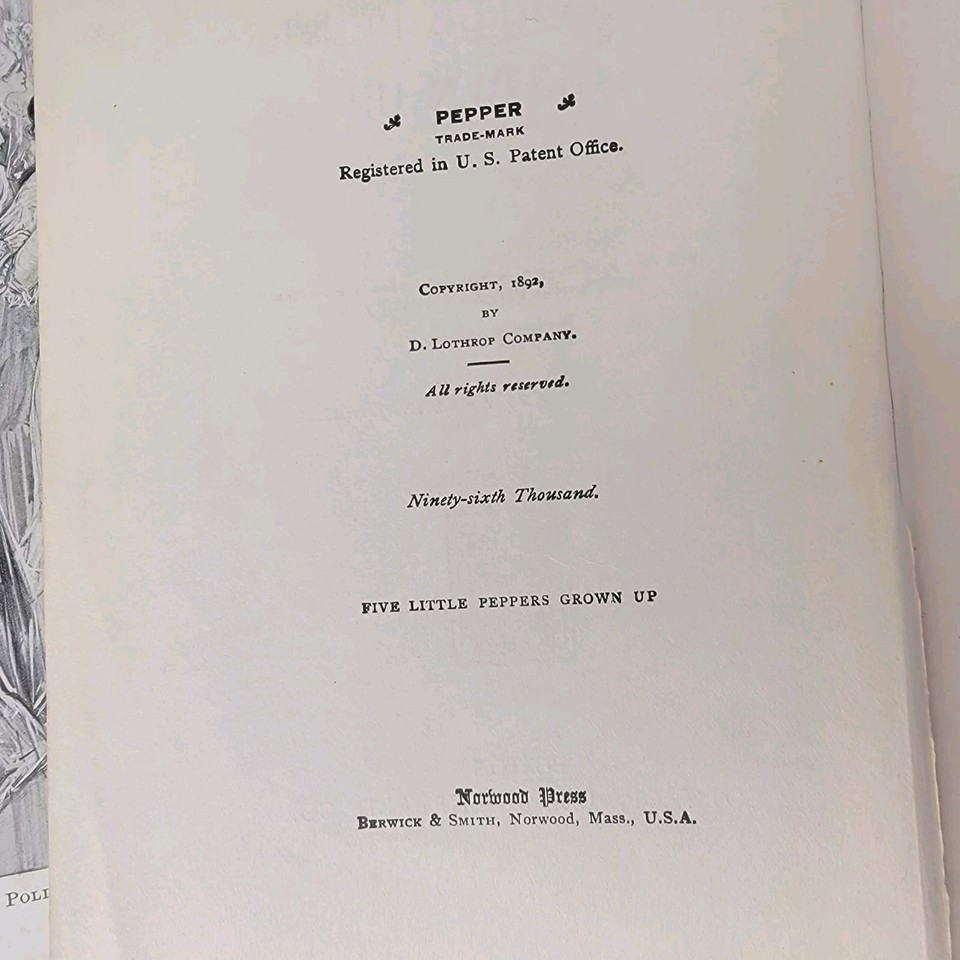 PEPPER
TRADE-MARK
Registered in U. S. Patent Office.
COPYRIGHT, 1892,
BY
D. LOTHROP COMPANY.
All rights reserved.
Ninety-sixth Thousand.
FIVE LITTLE PEPPERS GROWN UP
Norwood Press
BERWICK & SMITH, Norwood, Mass., U.S.A.
POLL